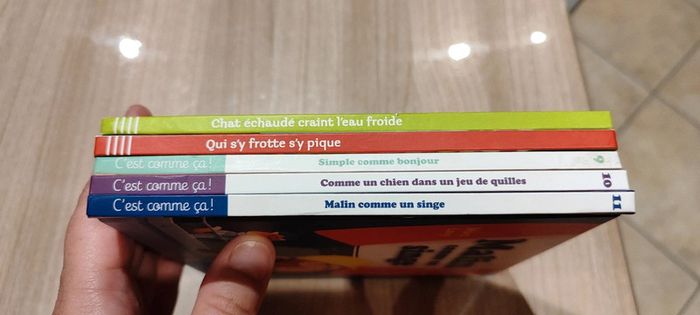 Chat échaudé craint l'eau froide
Qui s'y frotte s'y pique
C'est comme ça! Simple comme bonjour 9
C'est comme ça! Comme un chien dans un jeu de quilles 10
C'est comme ça! Malin comme un singe 11